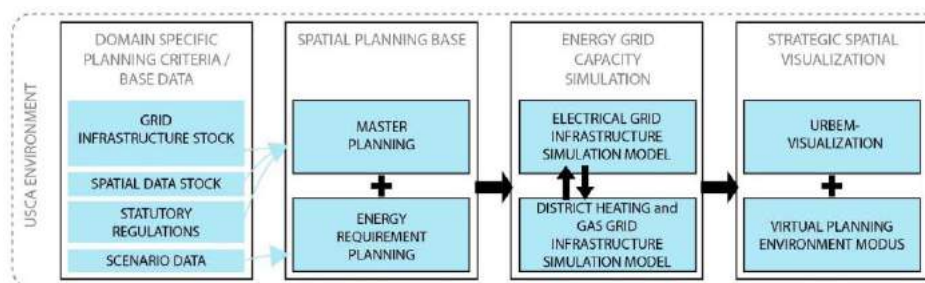 USCA ENVIRONMENT
DOMAIN SPECIFIC
PLANNING CRITERIA /
BASE DATA
GRID
INFRASTRUCTURE STOCK
SPATIAL DATA STOCK
STATUTORY
REGULATIONS
SCENARIO DATA
SPATIAL PLANNING BASE
MASTER
PLANNING
ENERGY
REQUIREMENT
PLANNING
ENERGY GRID
CAPACITY
SIMULATION
ELECTRICAL GRID
INFRASTRUCTURE
SIMULATION MODEL
DISTRICT HEATING and
GAS GRID
INFRASTRUCTURE
SIMULATION MODEL
STRATEGIC SPATIAL
VISUALIZATION
URBEM-
VISUALIZATION
VIRTUAL PLANNING
ENVIRONMENT MODUS